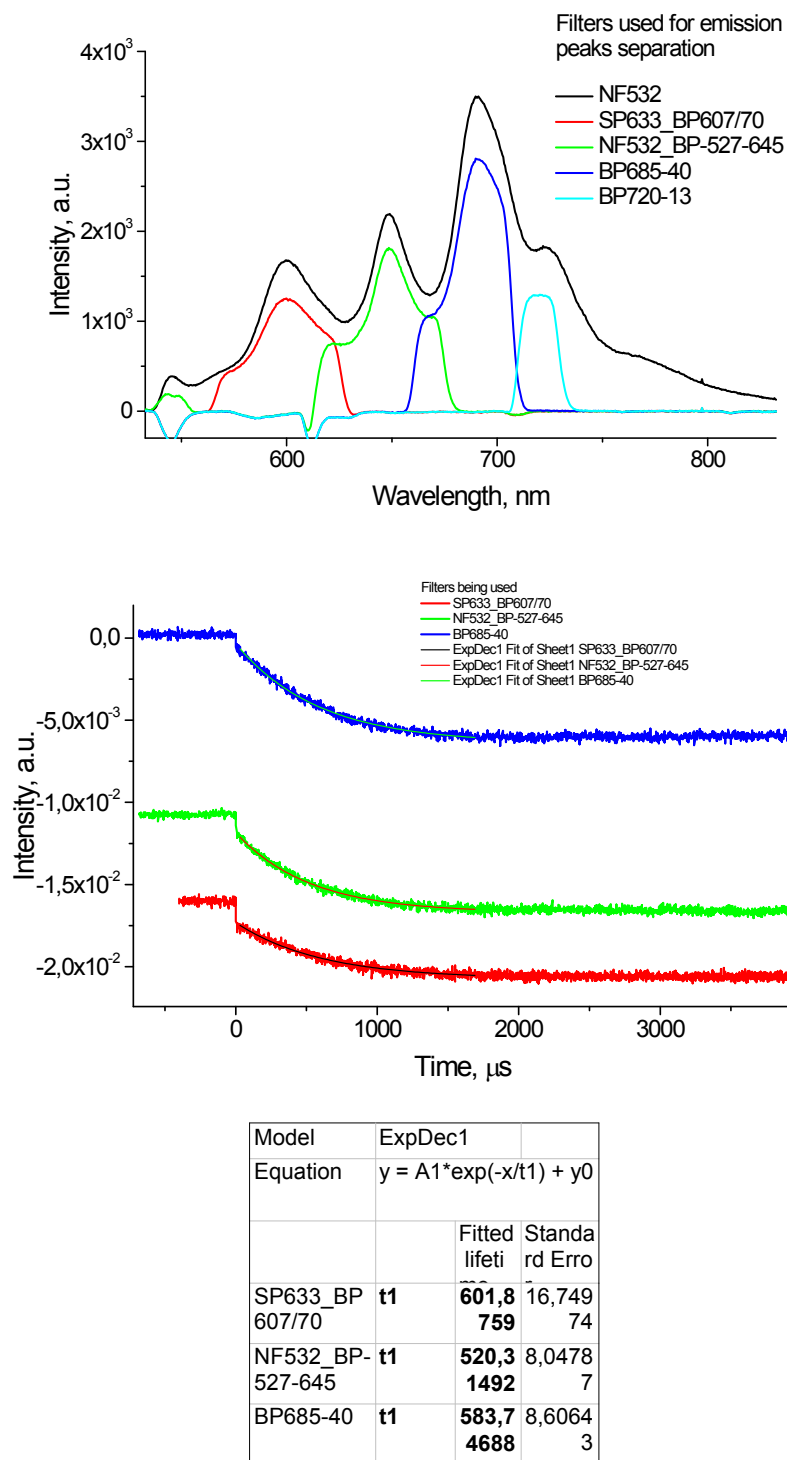 Filters used for emission
peaks separation
NF532
SP633_BP607/70
NF532_BP-527-645
BP685-40
BP720-13
4x10³
3x10³
2x10³
1x10³
0
Intensity, a.u.
600
700
800
Wavelength, nm
Filters being used
SP633_BP607/70
NF532_BP-527-645
BP685-40
ExpDec1 Fit of Sheet1 SP633_BP607/70
ExpDec1 Fit of Sheet1 NF532_BP-527-645
ExpDec1 Fit of Sheet1 BP685-40
0,0
-5,0x10⁻³
-1,0x10⁻²
-1,5x10⁻²
-2,0x10⁻²
Intensity, a.u.
0
1000
2000
3000
Time, μs
Model ExpDec1
Equation y = A1*exp(-x/t1) + y0
Fitted Standa
lifeti rd Erro
SP633_BP t1 601,8 16,749
607/70 759 74
NF532_BP- t1 520,3 8,0478
527-645 1492 7
BP685-40 t1 583,7 8,6064
4688 3